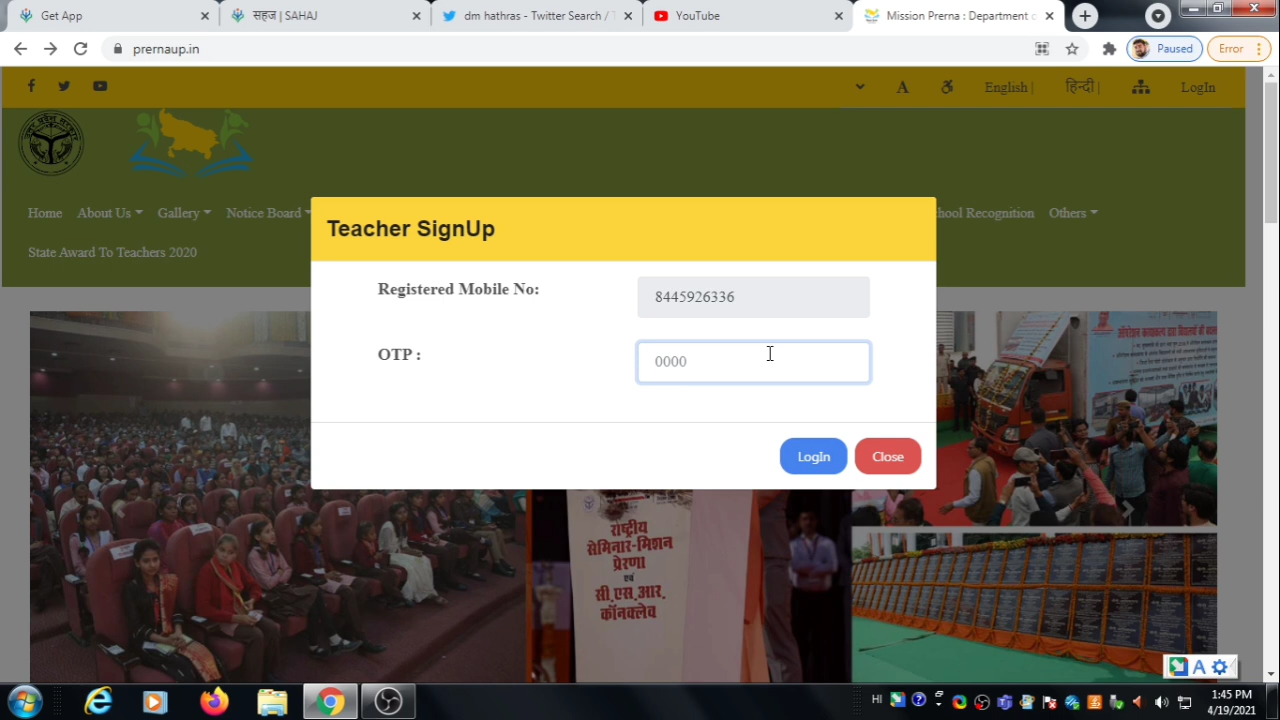 Get App
सहज | SAHAJ
dm hathras - Twitter Search /
YouTube
Mission Prerna : Department o
prernaup.in
Paused
Error
A
English |
हिन्दी |
LogIn
Home
About Us
Gallery
Notice Board
hool Recognition
Others
State Award To Teachers 2020
Teacher SignUp
Registered Mobile No:
8445926336
OTP :
0000
LogIn
Close
राष्ट्रीय
सेमिनार-मिशन
प्रेरणा
एवं
सी.एस.आर.
कॉनक्लेव
A
HI
1:45 PM
4/19/2021